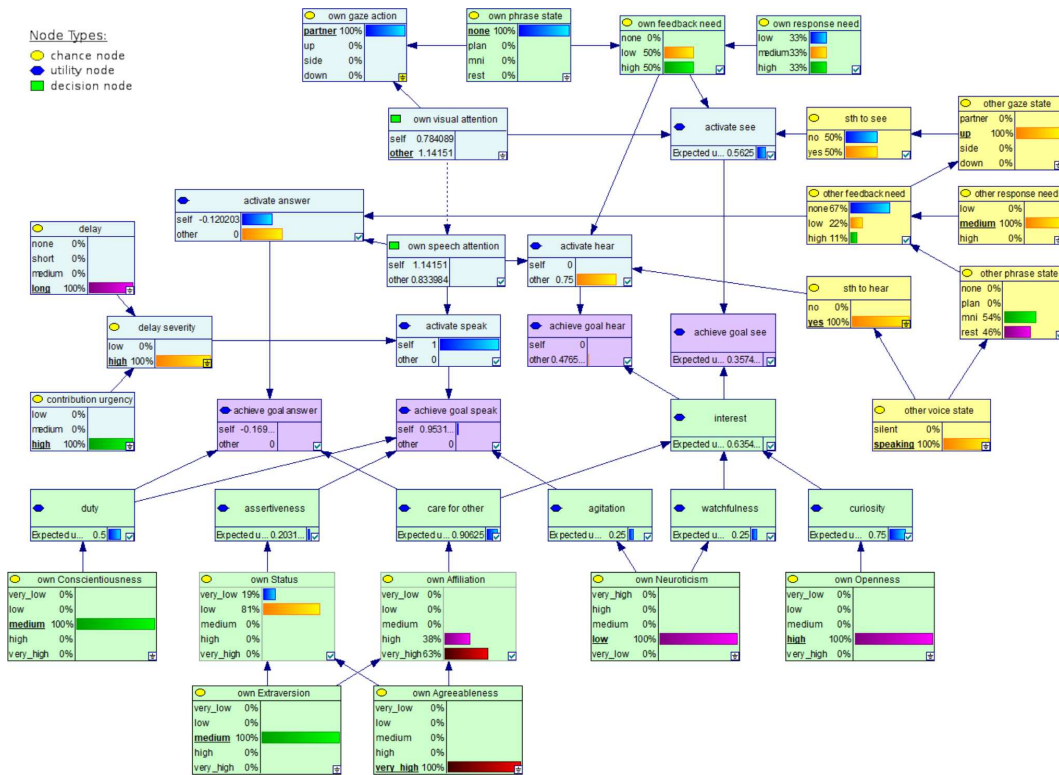 Node Types:
chance node
utility node
decision node
own gaze action
partner 100%
up 0%
side 0%
down 0%
own phrase state
none 100%
plan 0%
mni 0%
rest 0%
own feedback need
none 0%
low 50%
high 50%
own response need
low 33%
medium 33%
high 33%
own visual attention
self 0.784089
other 1.14151
activate see
Expected u... 0.5625
sth to see
no 50%
yes 50%
other gaze state
partner 0%
up 100%
side 0%
down 0%
activate answer
self -0.120203
other 0
other feedback need
none 67%
low 22%
high 11%
other response need
low 0%
medium 100%
high 0%
delay
none 0%
short 0%
medium 0%
long 100%
own speech attention
self 1.14151
other 0.833984
activate hear
self 0
other 0.75
sth to hear
no 0%
yes 100%
other phrase state
none 0%
plan 0%
mni 54%
rest 46%
delay severity
low 0%
high 100%
activate speak
self 1
other 0
achieve goal hear
self 0
other 0.4765...
achieve goal see
Expected u... 0.3574...
contribution urgency
low 0%
medium 0%
high 100%
achieve goal answer
self -0.169...
other 0
achieve goal speak
self 0.9531...
other 0
interest
Expected u... 0.6354...
other voice state
silent 0%
speaking 100%
duty
Expected u... 0.5
assertiveness
Expected u... 0.2031...
care for other
Expected u... 0.90625
agitation
Expected u... 0.25
watchfulness
Expected u... 0.25
curiosity
Expected u... 0.75
own Conscientiousness
very_low 0%
low 0%
medium 100%
high 0%
very_high 0%
own Status
very_low 19%
low 81%
medium 0%
high 0%
very_high 0%
own Affiliation
very_low 0%
low 0%
medium 0%
high 38%
very_high 63%
own Neuroticism
very_high 0%
high 0%
medium 0%
low 100%
very_low 0%
own Openness
very_low 0%
low 0%
medium 0%
high 100%
very_high 0%
own Extraversion
very_low 0%
low 0%
medium 100%
high 0%
very_high 0%
own Agreeableness
very_low 0%
low 0%
medium 0%
high 0%
very_high 100%